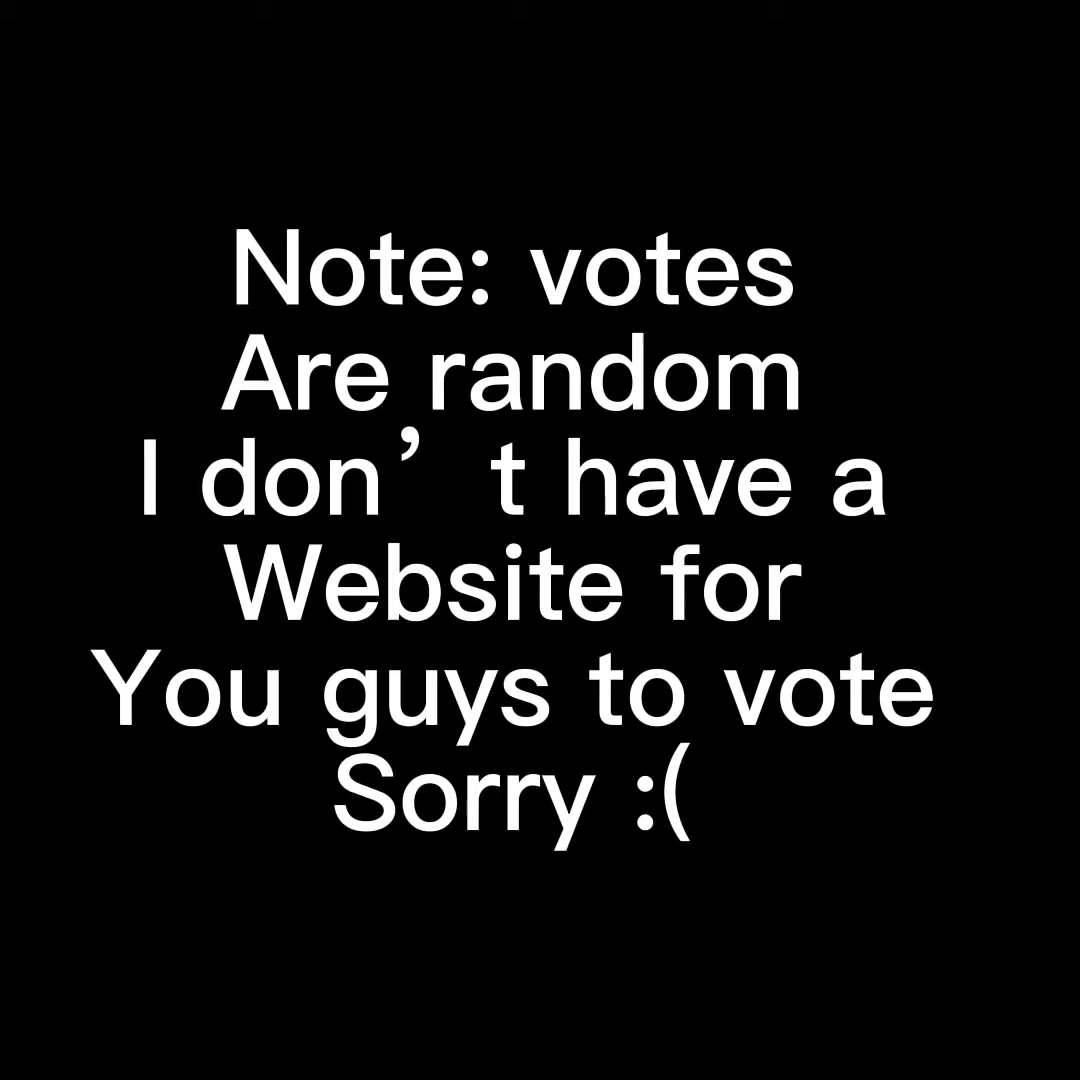 Note: votes
Are random
I don’t have a
Website for
You guys to vote
Sorry :(